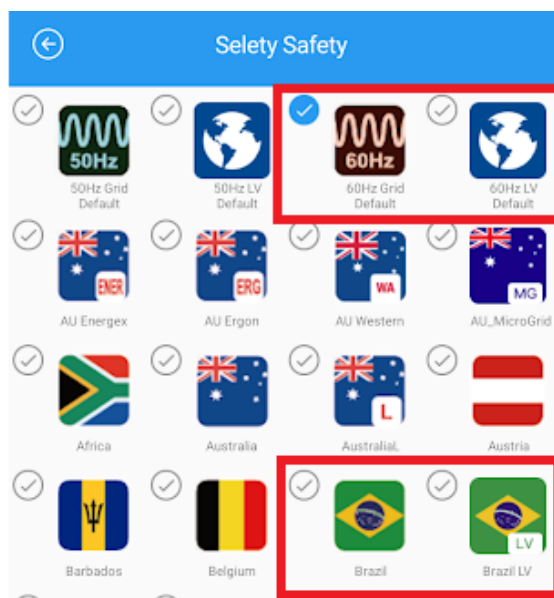 Selety Safety
50Hz
60Hz
50Hz Grid
Default
50Hz LV
Default
60Hz Grid
Default
60Hz LV
Default
ENER
ERG
WA
MG
AU Energex
AU Ergon
AU Western
AU_MicroGrid
L
Africa
Australia
AustraliaL
Austria
LV
Barbados
Belgium
Brazil
Brazil LV